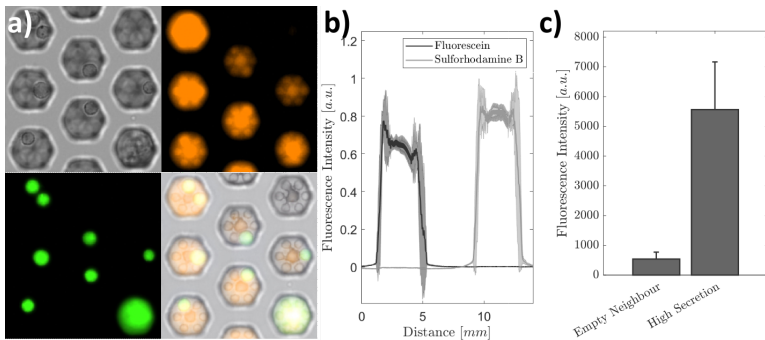 a)
b)
Fluorescence Intensity [a.u.]
1.2
1
0.8
0.6
0.4
0.2
0
0
5
10
Distance [mm]
Fluorescein
Sulforhodamine B
c)
Fluorescence Intensity [a.u.]
8000
7000
6000
5000
4000
3000
2000
1000
0
Empty Neighbour
High Secretion